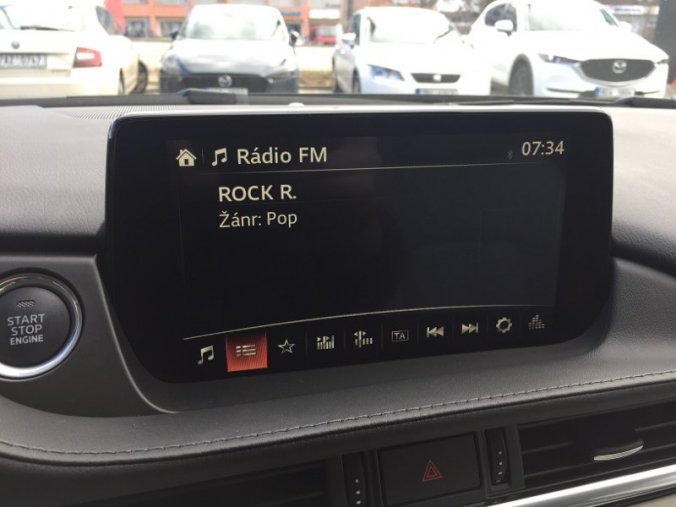 Rádio FM
07:34
ROCK R.
Žánr: Pop
START
STOP
ENGINE
TA